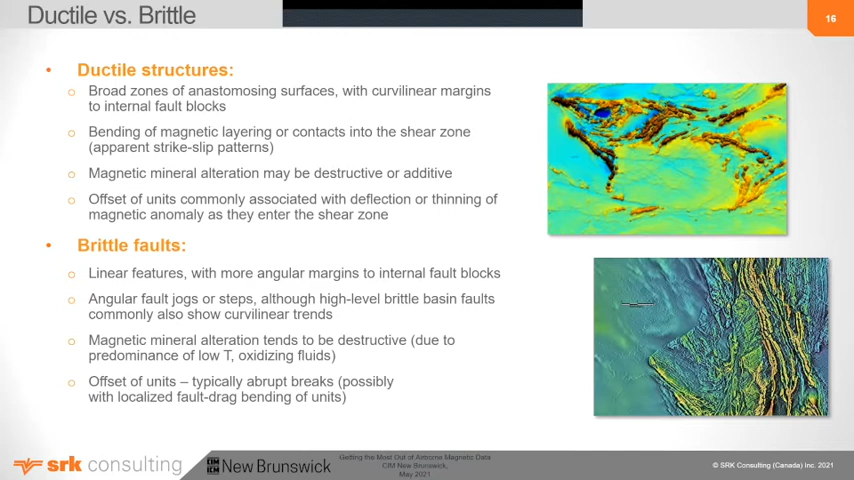 Ductile vs. Brittle
16
• Ductile structures:
o Broad zones of anastomosing surfaces, with curvilinear margins
to internal fault blocks
o Bending of magnetic layering or contacts into the shear zone
(apparent strike-slip patterns)
o Magnetic mineral alteration may be destructive or additive
o Offset of units commonly associated with deflection or thinning of
magnetic anomaly as they enter the shear zone
• Brittle faults:
o Linear features, with more angular margins to internal fault blocks
o Angular fault jogs or steps, although high-level brittle basin faults
commonly also show curvilinear trends
o Magnetic mineral alteration tends to be destructive (due to
predominance of low T, oxidizing fluids)
o Offset of units – typically abrupt breaks (possibly
with localized fault-drag bending of units)
srk consulting
CIM ICM New Brunswick
Getting the Most Out of Airborne Magnetic Data
CIM New Brunswick,
May 2021
© SRK Consulting (Canada) Inc. 2021